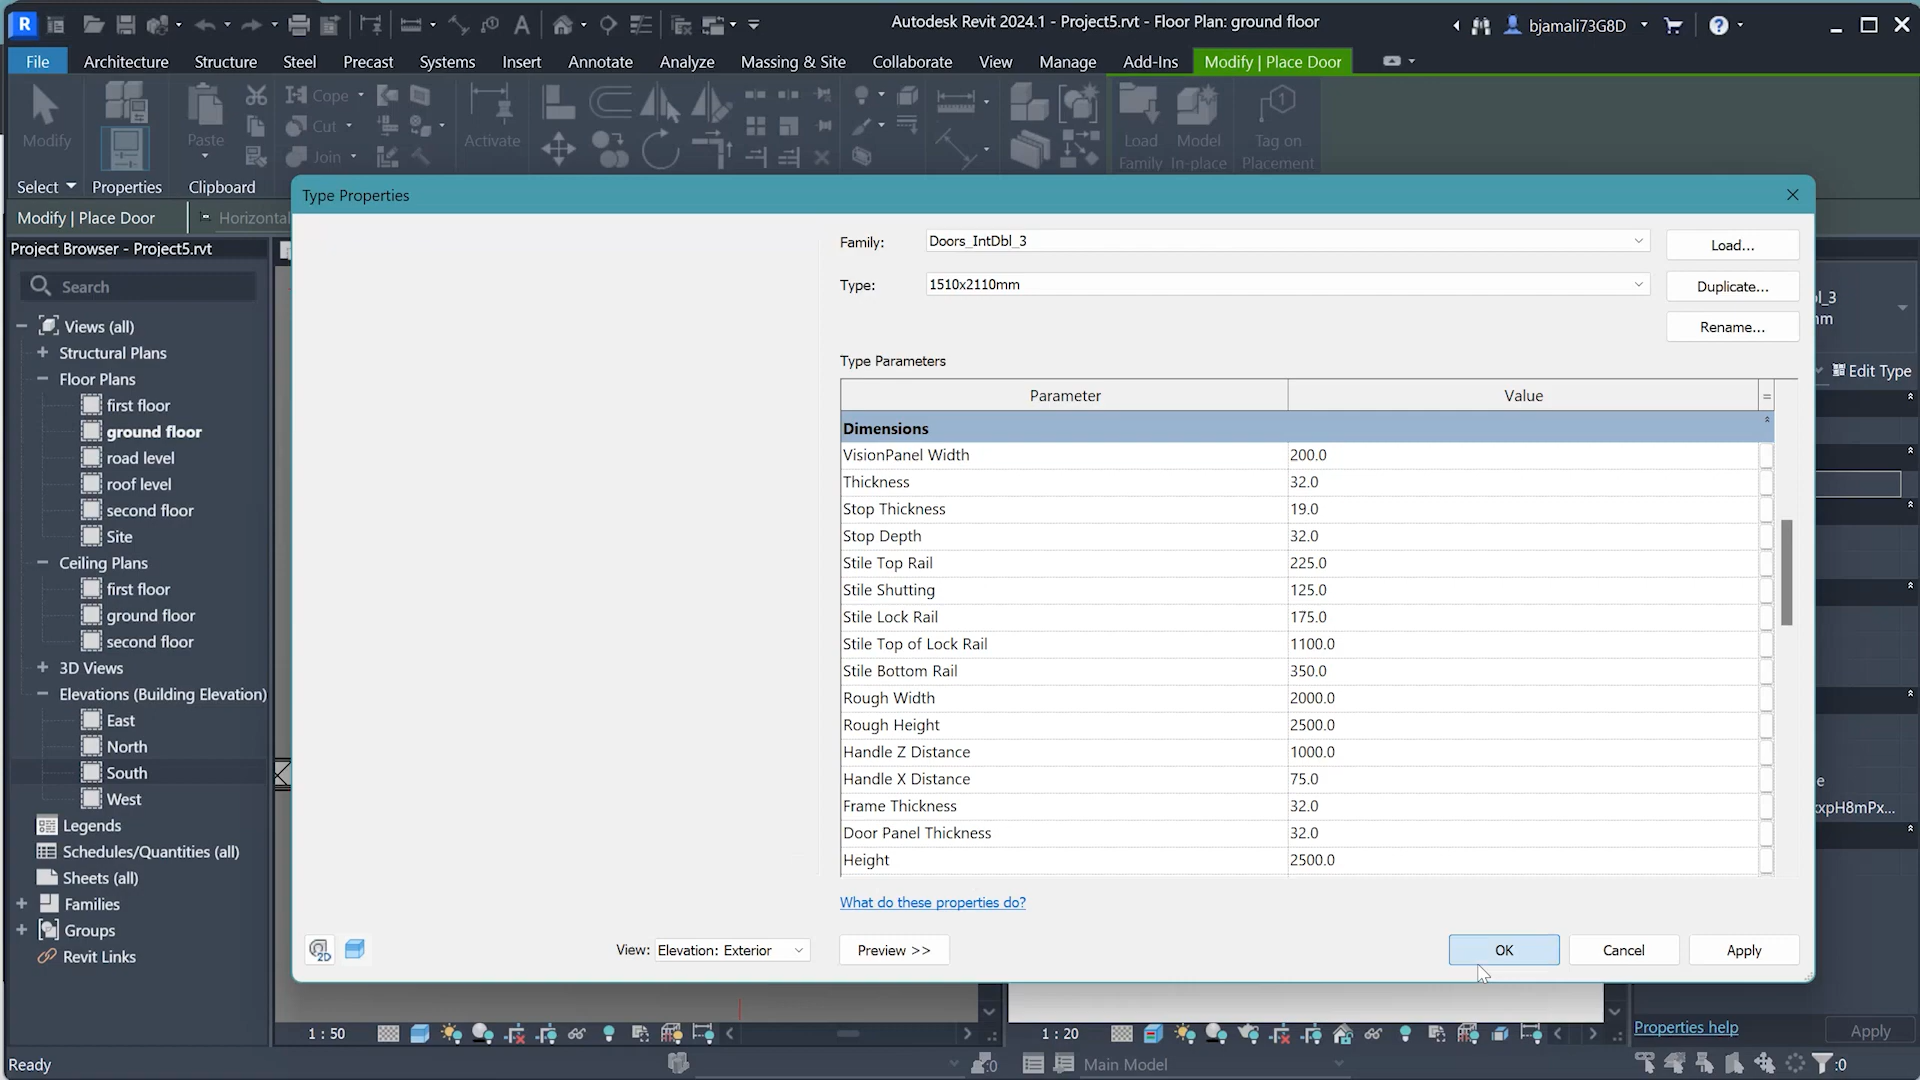 Autodesk Revit 2024.1 - Project5.rvt - Floor Plan: ground floor
bjamali73G8D
File Architecture Structure Steel Precast Systems Insert Annotate Analyze Massing & Site Collaborate View Manage Add-Ins Modify | Place Door
Modify
Paste
Cope
Cut
Join
Activate
Load Family
Model In-place
Tag on Placement
Select Properties Clipboard
Modify | Place Door
Horizontal
Type Properties
Project Browser - Project5.rvt
Search
Views (all)
Structural Plans
Floor Plans
first floor
ground floor
road level
roof level
second floor
Site
Ceiling Plans
first floor
ground floor
second floor
3D Views
Elevations (Building Elevation)
East
North
South
West
Legends
Schedules/Quantities (all)
Sheets (all)
Families
Groups
Revit Links
Family: Doors_IntDbl_3 Load...
Type: 1510x2110mm Duplicate...
Rename...
Type Parameters
Parameter Value
Dimensions
VisionPanel Width 200.0
Thickness 32.0
Stop Thickness 19.0
Stop Depth 32.0
Stile Top Rail 225.0
Stile Shutting 125.0
Stile Lock Rail 175.0
Stile Top of Lock Rail 1100.0
Stile Bottom Rail 350.0
Rough Width 2000.0
Rough Height 2500.0
Handle Z Distance 1000.0
Handle X Distance 75.0
Frame Thickness 32.0
Door Panel Thickness 32.0
Height 2500.0
What do these properties do?
View: Elevation: Exterior Preview >> OK Cancel Apply
l_3
m
Edit Type
e
xpH8mPx...
1 : 50
1 : 20
Properties help Apply
Ready
:0
Main Model
:0